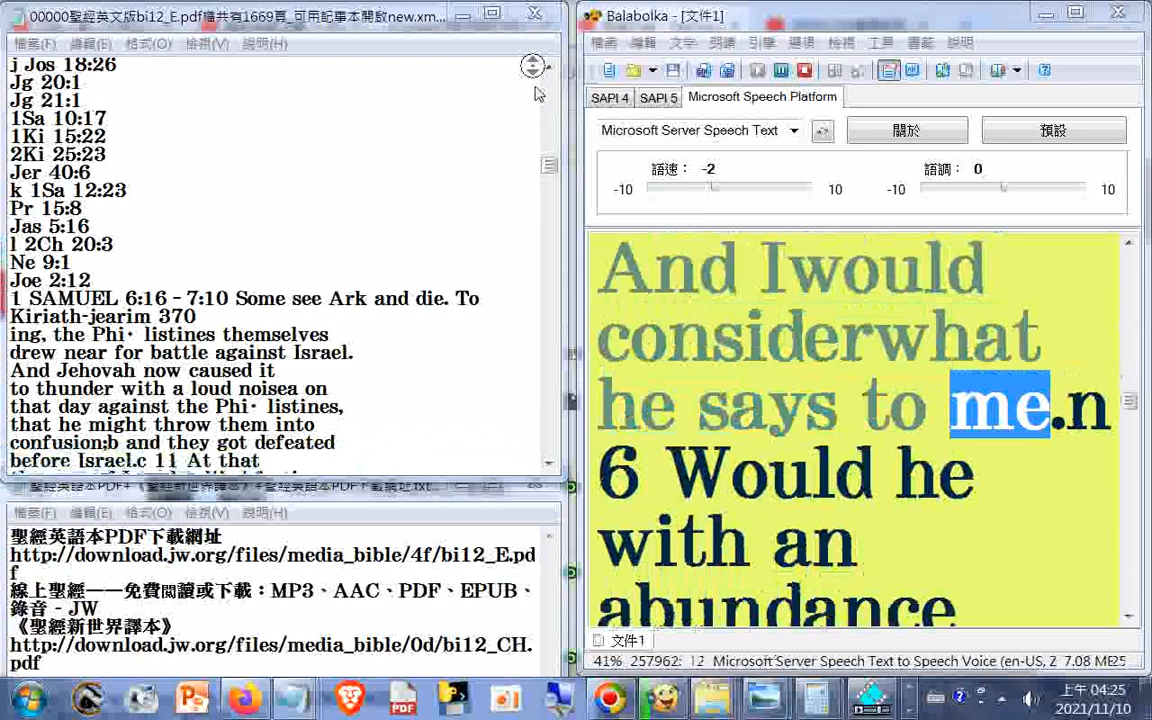 00000聖經英文版bi12_E.pdf檔共有1669頁_可用記事本開啟new.xm...
檔案(F) 編輯(E) 格式(O) 檢視(V) 說明(H)
j Jos 18:26
Jg 20:1
Jg 21:1
1Sa 10:17
1Ki 15:22
2Ki 25:23
Jer 40:6
k 1Sa 12:23
Pr 15:8
Jas 5:16
l 2Ch 20:3
Ne 9:1
Joe 2:12
1 SAMUEL 6:16–7:10 Some see Ark and die. To
Kiriath-jearim 370
ing, the Phi·listines themselves
drew near for battle against Israel.
And Jehovah now caused it
to thunder with a loud noisea on
that day against the Phi·listines,
that he might throw them into
confusion;b and they got defeated
before Israel.c 11 At that
檔案(F) 編輯(E) 格式(O) 檢視(V) 說明(H)
聖經英語本PDF下載網址
http://download.jw.org/files/media_bible/4f/bi12_E.pd
f
線上聖經——免費閱讀或下載：MP3、AAC、PDF、EPUB、
錄音 - JW
《聖經新世界譯本》
http://download.jw.org/files/media_bible/0d/bi12_CH.
pdf
Balabolka - [文件1]
檔案 編輯 文字 朗讀 引擎 選項 檢視 工具 書籤 說明
SAPI 4 SAPI 5 Microsoft Speech Platform
Microsoft Server Speech Text 關於 預設
語速： -2 語調： 0
-10 10 -10 10
And Iwould
considerwhat
he says to me.n
6 Would he
with an
abundance
文件1
41% 257962: 12 Microsoft Server Speech Text to Speech Voice (en-US, Z 7.08 ME25
PDF
上午 04:25
2021/11/10